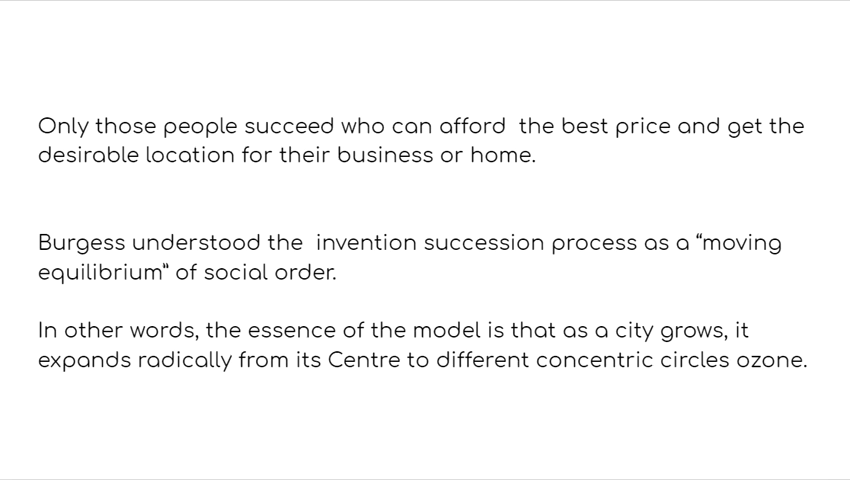 Only those people succeed who can afford  the best price and get the
desirable location for their business or home.
Burgess understood the  invention succession process as a “moving
equilibrium” of social order.
In other words, the essence of the model is that as a city grows, it
expands radically from its Centre to different concentric circles ozone.